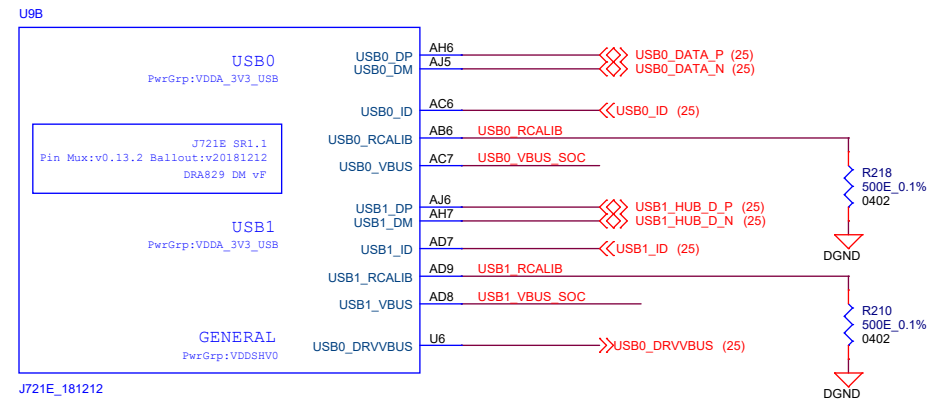 U9B
USB0
PwrGrp:VDDA_3V3_USB
J721E SR1.1
Pin Mux:v0.13.2 Ballout:v20181212
DRA829 DM vF
USB1
PwrGrp:VDDA_3V3_USB
GENERAL
PwrGrp:VDDSHV0
USB0_DP AH6 USB0_DATA_P (25)
USB0_DM AJ5 USB0_DATA_N (25)
USB0_ID AC6 USB0_ID (25)
USB0_RCALIB AB6 USB0_RCALIB
USB0_VBUS AC7 USB0_VBUS_SOC
R218
500E_0.1%
0402
DGND
USB1_DP AJ6 USB1_HUB_D_P (25)
USB1_DM AH7 USB1_HUB_D_N (25)
USB1_ID AD7 USB1_ID (25)
USB1_RCALIB AD9 USB1_RCALIB
USB1_VBUS AD8 USB1_VBUS_SOC
R210
500E_0.1%
0402
DGND
USB0_DRVVBUS U6 USB0_DRVVBUS (25)
J721E_181212